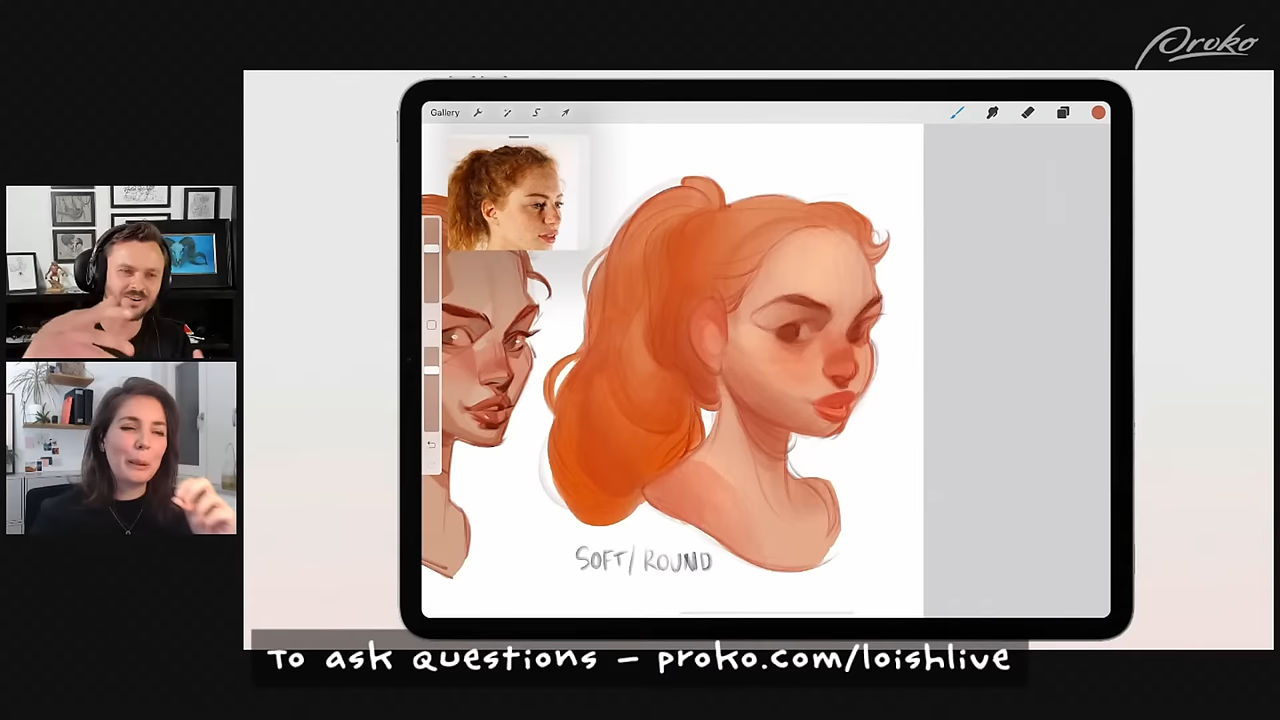 Proko
Gallery
SOFT/ROUND
To ask questions – proko.com/loishlive